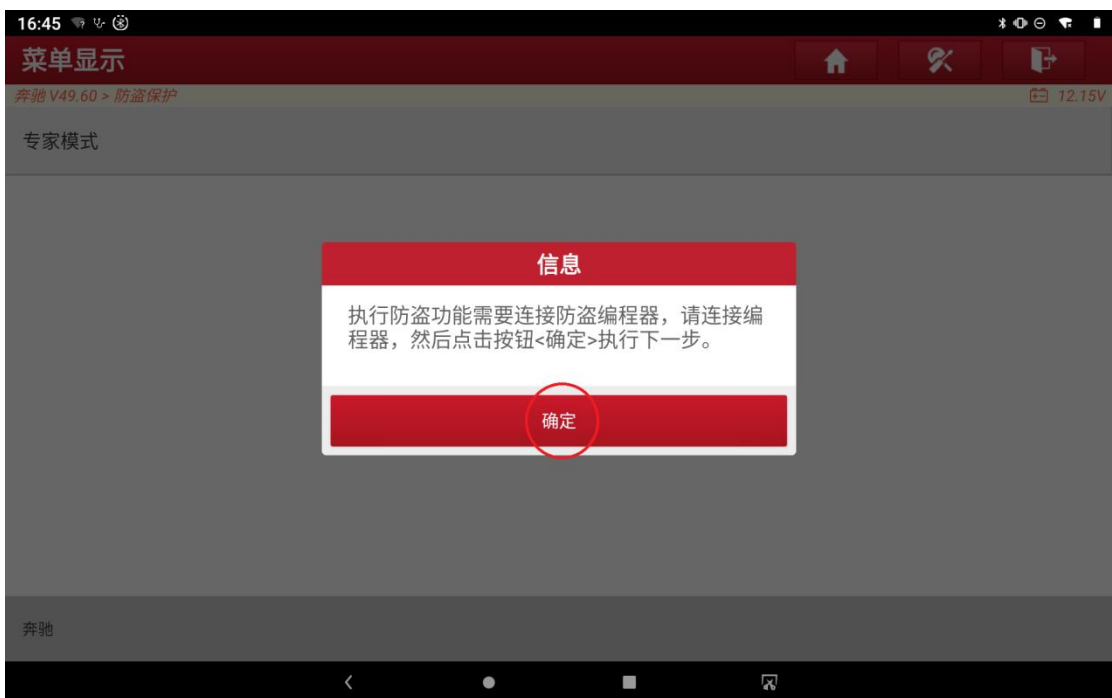 16:45
菜单显示
奔驰 V49.60 > 防盗保护
12.15V
专家模式
信息
执行防盗功能需要连接防盗编程器，请连接编
程器，然后点击按钮<确定>执行下一步。
确定
奔驰